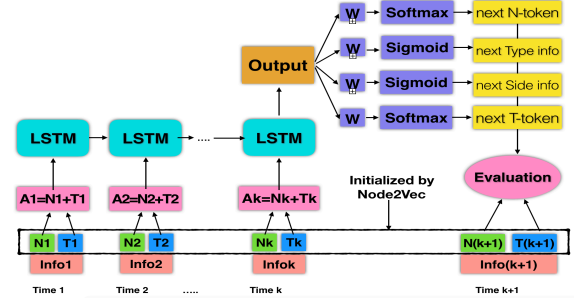 W Softmax next N-token
W Sigmoid next Type info
Output
W Sigmoid next Side info
W Softmax next T-token
LSTM LSTM .... LSTM
Initialized by
Node2Vec
Evaluation
A1=N1+T1 A2=N2+T2 Ak=Nk+Tk
N1 T1 N2 T2 Nk Tk N(k+1) T(k+1)
Info1 Info2 Infok Info(k+1)
Time 1 Time 2 ..... Time k Time k+1